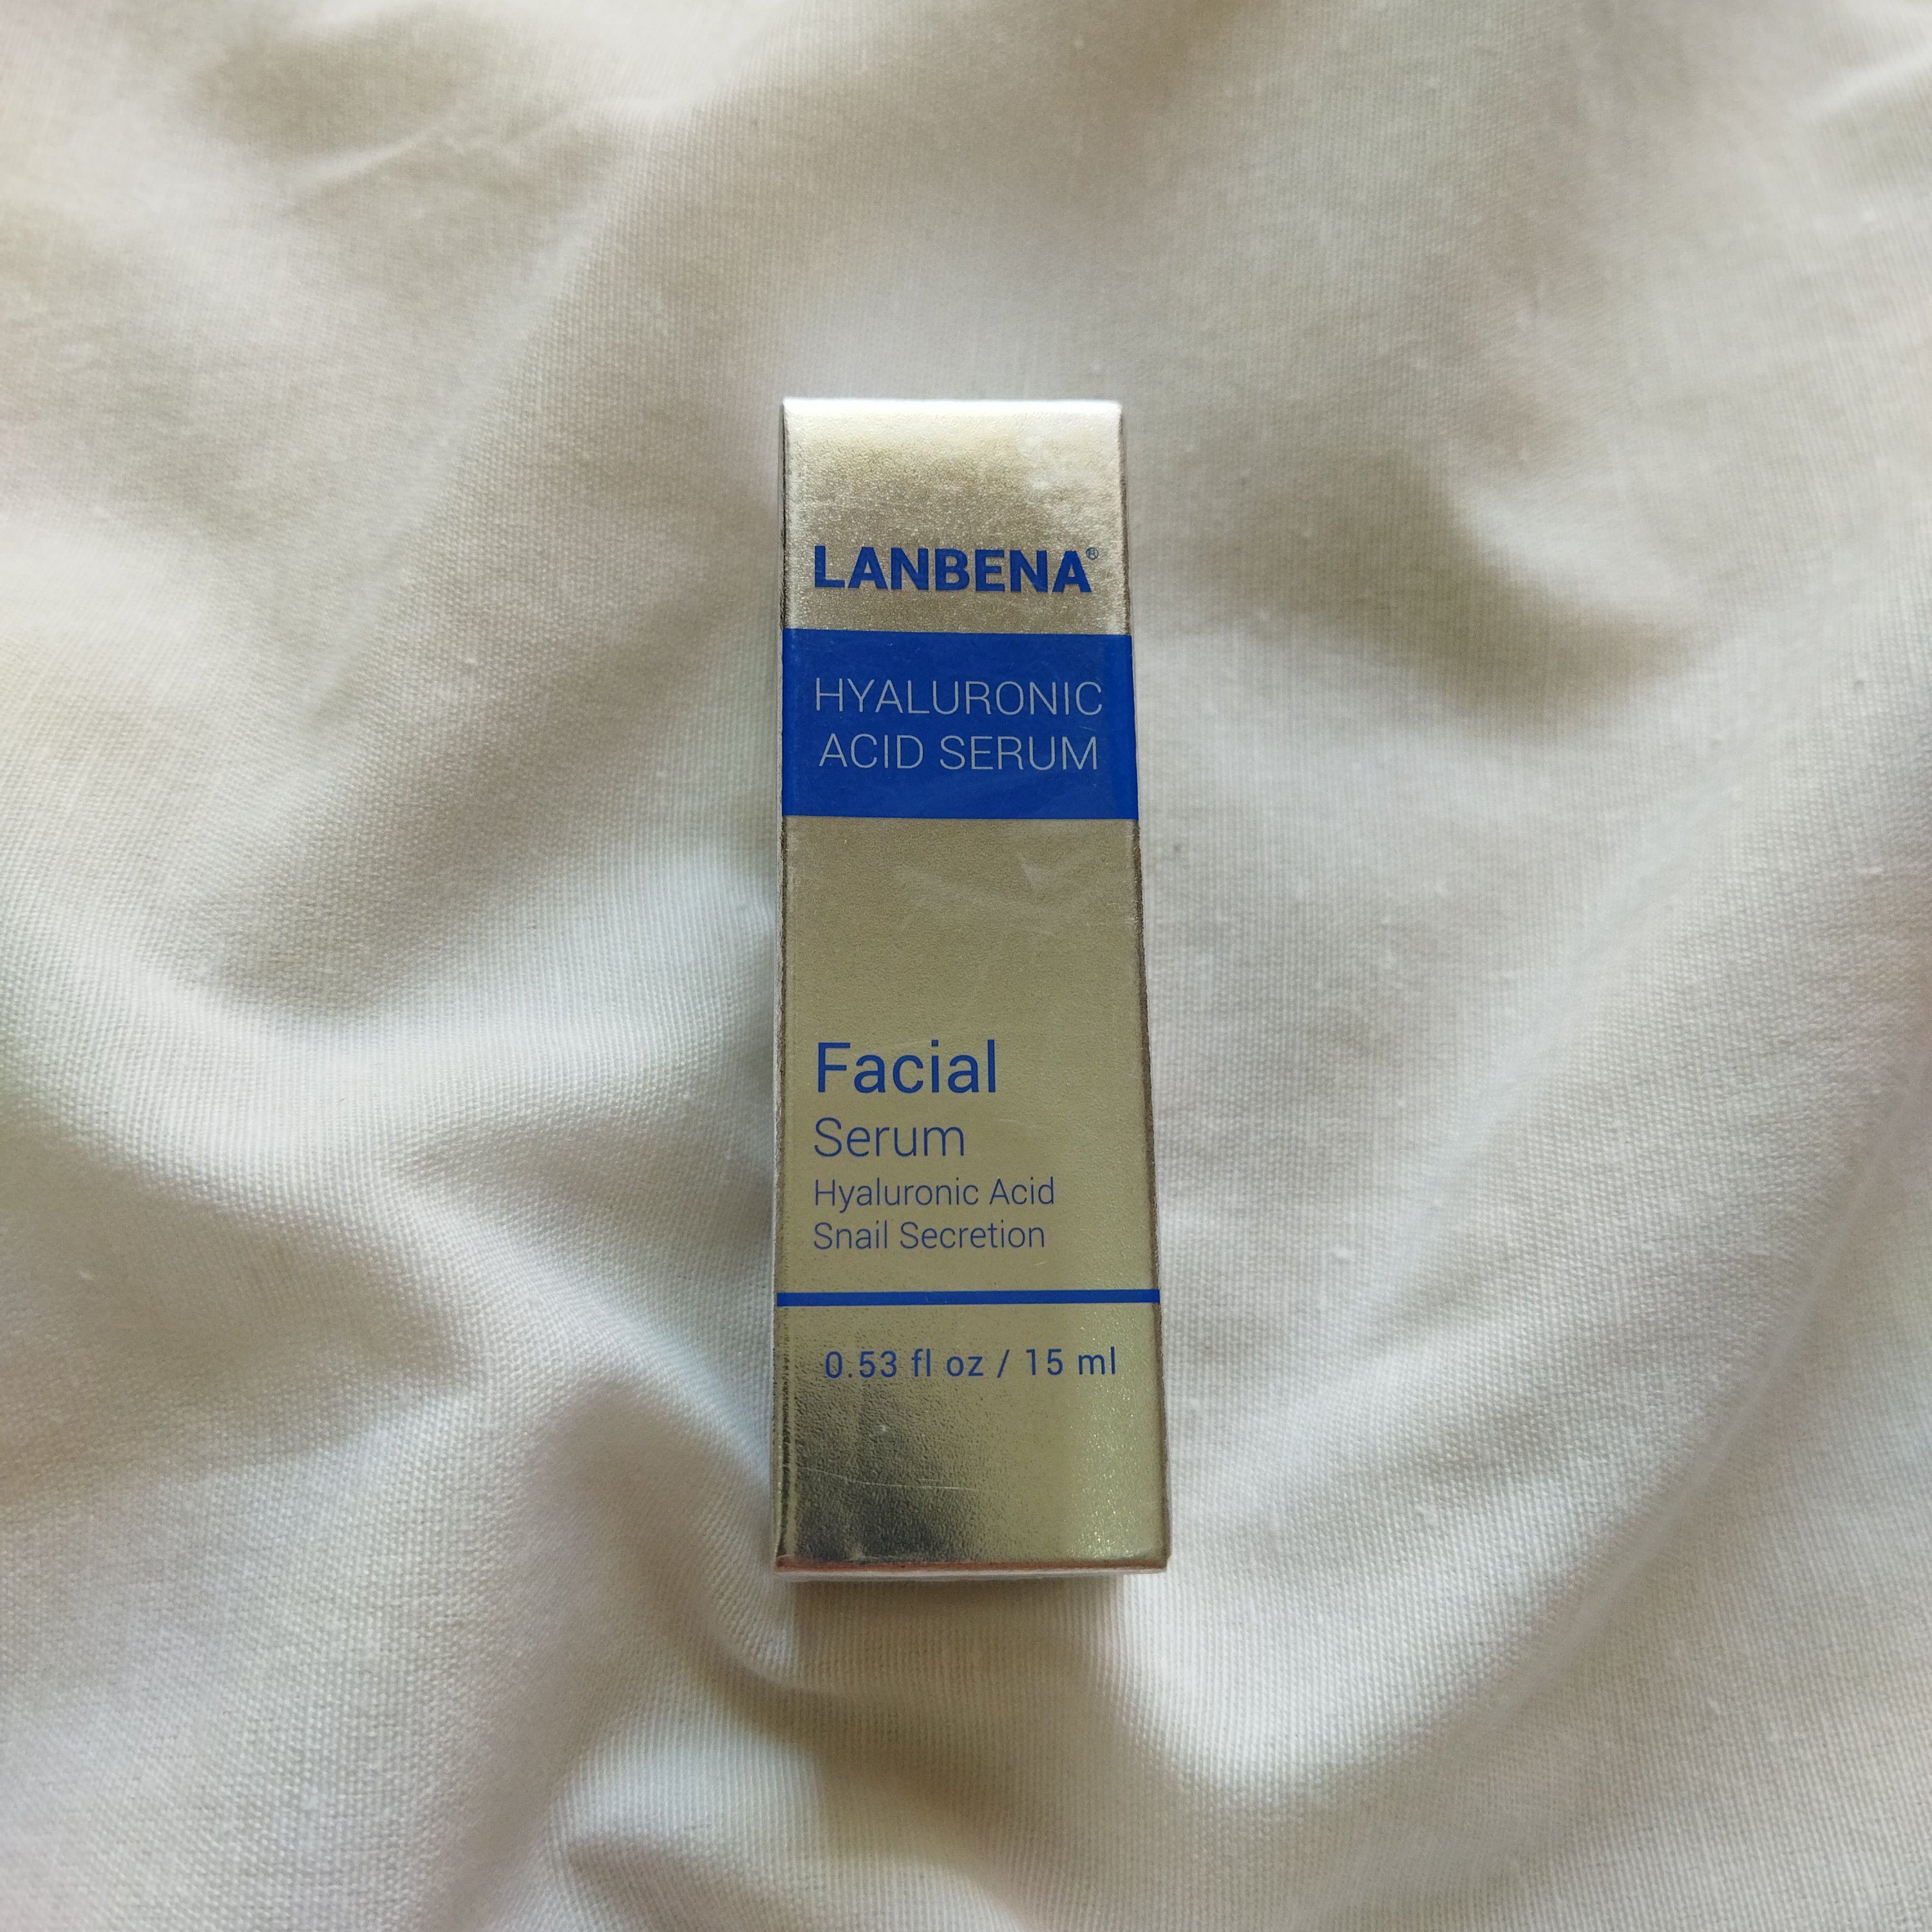 LANBENA®
HYALURONIC
ACID SERUM
Facial
Serum
Hyaluronic Acid
Snail Secretion
0.53 fl oz / 15 ml